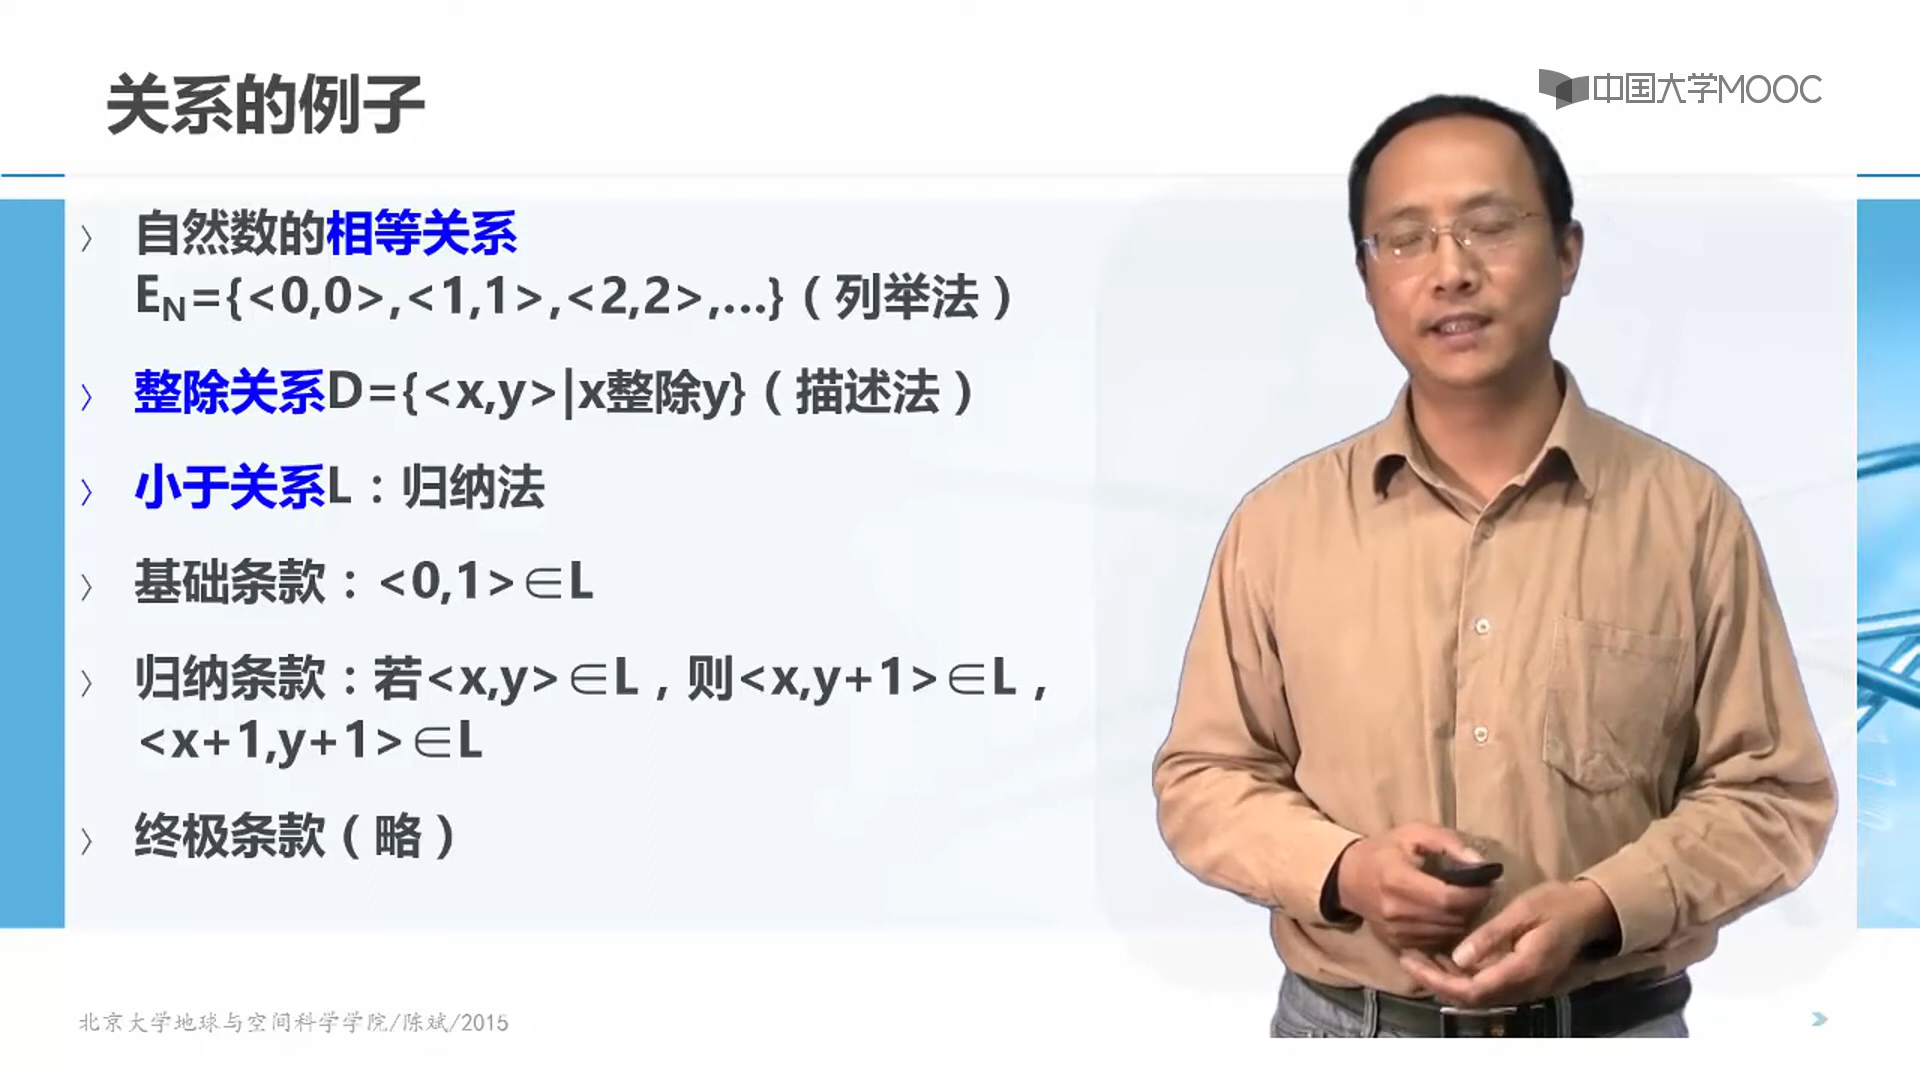 关系的例子
中国大学MOOC
自然数的相等关系
E_N={<0,0>,<1,1>,<2,2>,…}（列举法）
整除关系D={<x,y>|x整除y}（描述法）
小于关系L：归纳法
基础条款：<0,1>∈L
归纳条款：若<x,y>∈L，则<x,y+1>∈L，
<x+1,y+1>∈L
终极条款（略）
北京大学地球与空间科学学院/陈斌/2015